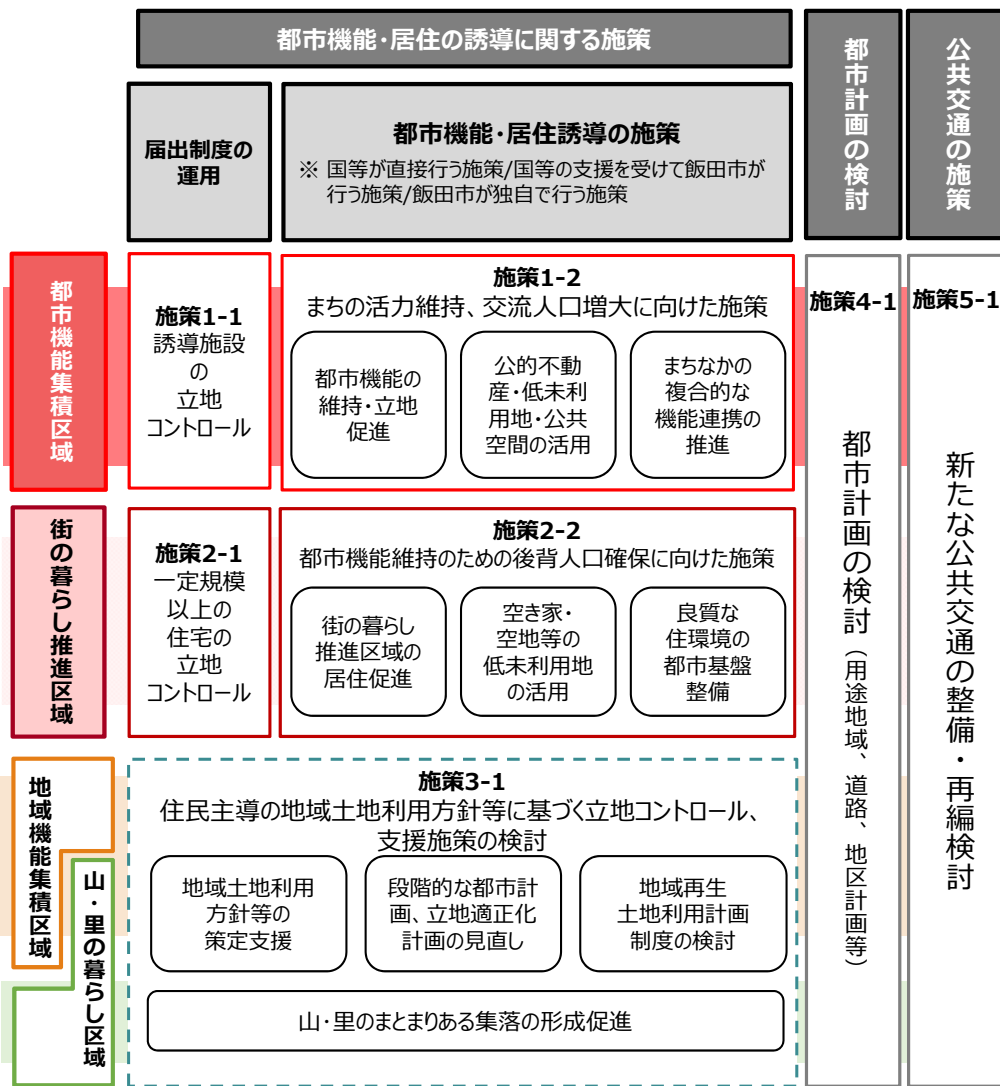 都市機能・居住の誘導に関する施策
都市計画の検討
公共交通の施策
届出制度の
運用
都市機能・居住誘導の施策
※ 国等が直接行う施策/国等の支援を受けて飯田市が
行う施策/飯田市が独自で行う施策
都市機能集積区域
施策1-1
誘導施設
の
立地
コントロール
施策1-2
まちの活力維持、交流人口増大に向けた施策
都市機能の
維持・立地
促進
公的不動
産・低未利
用地・公共
空間の活用
まちなかの
複合的な
機能連携の
推進
街の暮らし推進区域
施策2-1
一定規模
以上の
住宅の
立地
コントロール
施策2-2
都市機能維持のための後背人口確保に向けた施策
街の暮らし
推進区域の
居住促進
空き家・
空地等の
低未利用地
の活用
良質な
住環境の
都市基盤
整備
地域機能集積区域
山・里の暮らし区域
施策3-1
住民主導の地域土地利用方針等に基づく立地コントロール、
支援施策の検討
地域土地利用
方針等の
策定支援
段階的な都市計
画、立地適正化
計画の見直し
地域再生
土地利用計画
制度の検討
山・里のまとまりある集落の形成促進
施策4-1
都市計画の検討（用途地域、道路、地区計画等）
施策5-1
新たな公共交通の整備・再編検討